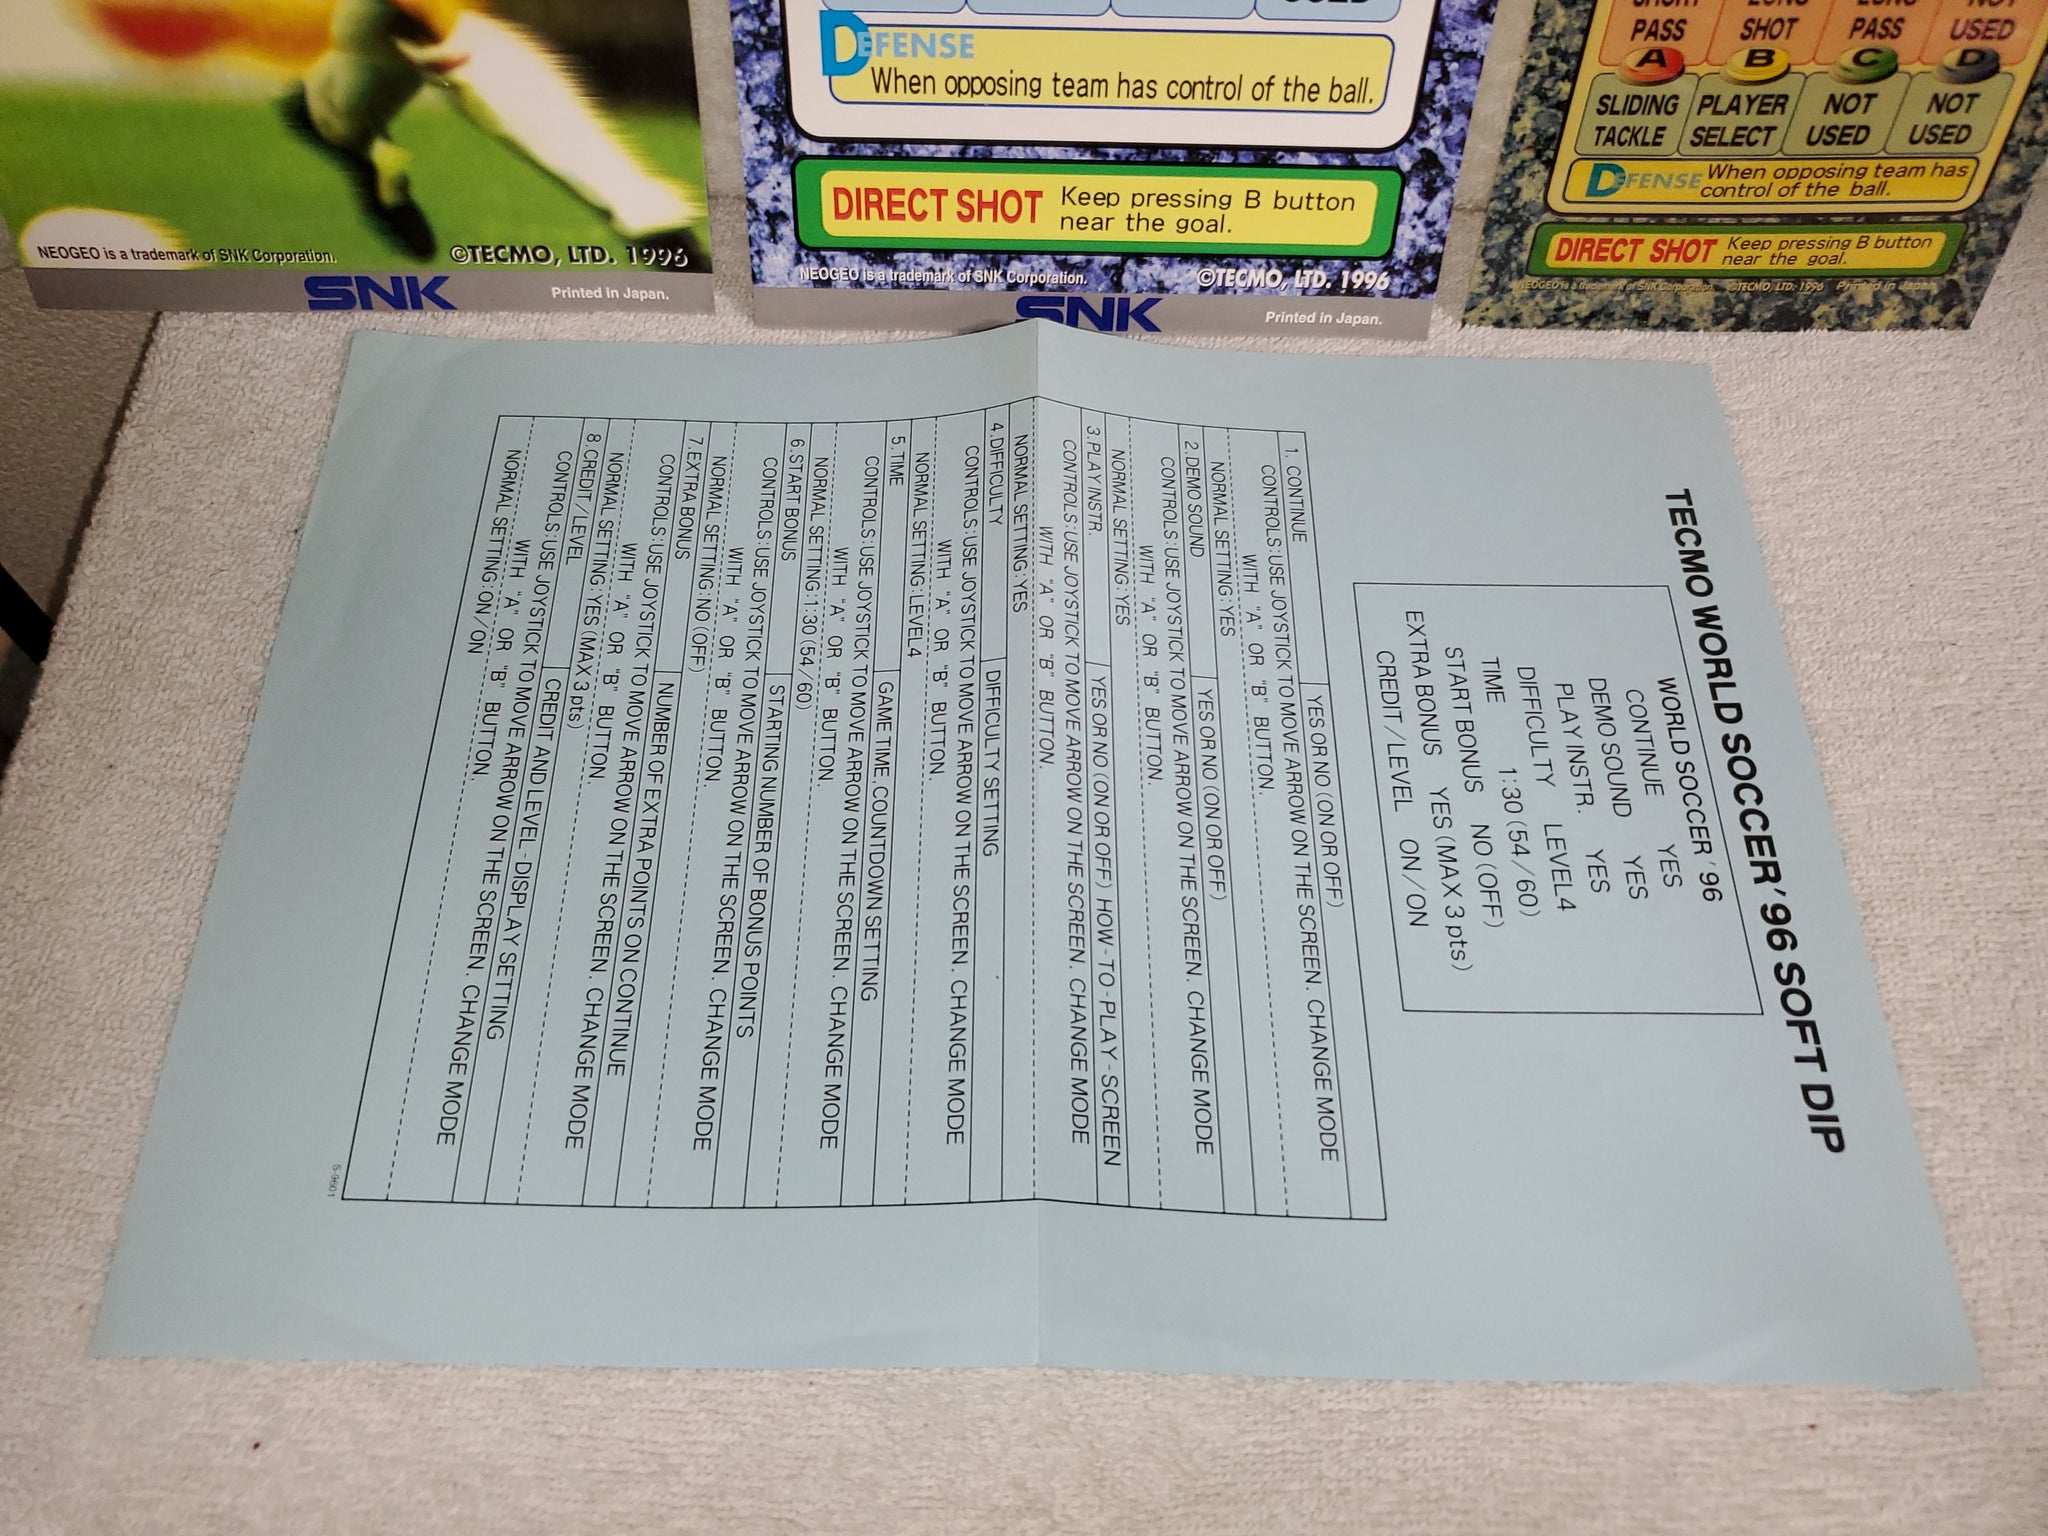 NEOGEO is a trademark of SNK Corporation.
©TECMO, LTD. 1996
SNK
Printed in Japan.
DEFENSE
When opposing team has control of the ball.
DIRECT SHOT
Keep pressing B button
near the goal.
NEOGEO is a trademark of SNK Corporation.
©TECMO, LTD. 1996
SNK
Printed in Japan.
PASS SHOT PASS USED
A B C D
SLIDING TACKLE
PLAYER SELECT
NOT USED
NOT USED
DEFENSE
When opposing team has
control of the ball.
DIRECT SHOT
Keep pressing B button
near the goal.
NEOGEO is a trademark of SNK Corporation. ©TECMO, LTD. 1996 Printed in Japan.
TECMO WORLD SOCCER '96 SOFT DIP
WORLD SOCCER '96
CONTINUE YES
DEMO SOUND YES
PLAY INSTR. YES
DIFFICULTY LEVEL4
TIME 1:30 (54/60)
START BONUS NO (OFF)
EXTRA BONUS YES (MAX 3 pts)
CREDIT/LEVEL ON/ON
1. CONTINUE YES OR NO (ON OR OFF)
CONTROLS:USE JOYSTICK TO MOVE ARROW ON THE SCREEN. CHANGE MODE
WITH "A" OR "B" BUTTON.
NORMAL SETTING:YES
2. DEMO SOUND YES OR NO (ON OR OFF)
CONTROLS:USE JOYSTICK TO MOVE ARROW ON THE SCREEN. CHANGE MODE
WITH "A" OR "B" BUTTON.
NORMAL SETTING:YES
3. PLAY INSTR. YES OR NO (ON OR OFF) HOW-TO-PLAY-SCREEN
CONTROLS:USE JOYSTICK TO MOVE ARROW ON THE SCREEN. CHANGE MODE
WITH "A" OR "B" BUTTON.
NORMAL SETTING:YES
4. DIFFICULTY DIFFICULTY SETTING
CONTROLS:USE JOYSTICK TO MOVE ARROW ON THE SCREEN. CHANGE MODE
WITH "A" OR "B" BUTTON.
NORMAL SETTING:LEVEL4
5. TIME GAME TIME COUNTDOWN SETTING
CONTROLS:USE JOYSTICK TO MOVE ARROW ON THE SCREEN. CHANGE MODE
WITH "A" OR "B" BUTTON.
NORMAL SETTING:1:30 (54/60)
6. START BONUS STARTING NUMBER OF BONUS POINTS
CONTROLS:USE JOYSTICK TO MOVE ARROW ON THE SCREEN. CHANGE MODE
WITH "A" OR "B" BUTTON.
NORMAL SETTING:NO (OFF)
7. EXTRA BONUS NUMBER OF EXTRA POINTS ON CONTINUE
CONTROLS:USE JOYSTICK TO MOVE ARROW ON THE SCREEN. CHANGE MODE
WITH "A" OR "B" BUTTON.
NORMAL SETTING:YES (MAX 3 pts)
8. CREDIT/LEVEL CREDIT AND LEVEL-DISPLAY SETTING
CONTROLS:USE JOYSTICK TO MOVE ARROW ON THE SCREEN. CHANGE MODE
WITH "A" OR "B" BUTTON.
NORMAL SETTING:ON/ON
S-9601